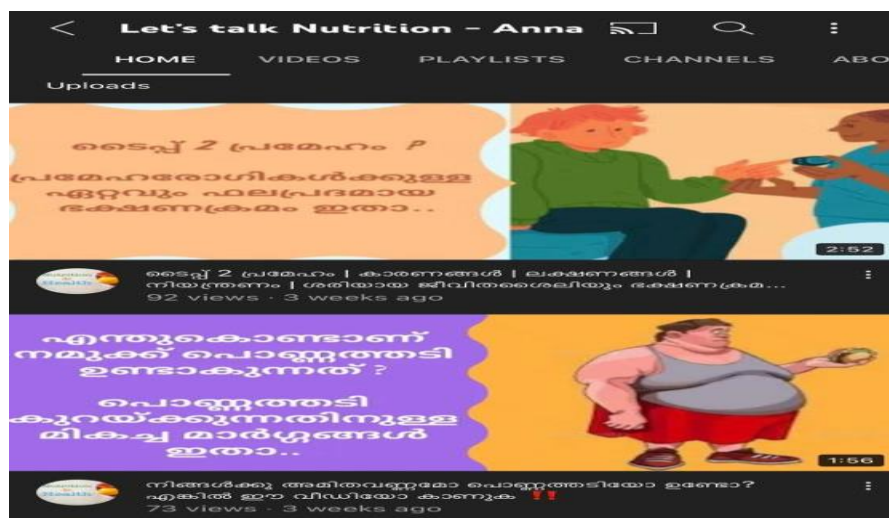 Let's talk Nutrition - Anna
HOME VIDEOS PLAYLISTS CHANNELS ABO
Uploads
ടൈപ്പ് 2 പ്രമേഹം ?
പ്രമേഹരോഗികൾക്കുള്ള
ഏറ്റവും ഫലപ്രദമായ
ഭക്ഷണക്രമം ഇതാ..
2:52
Health
ടൈപ്പ് 2 പ്രമേഹം | കാരണങ്ങൾ | ലക്ഷണങ്ങൾ |
നിയന്ത്രണം | ശരിയായ ജീവിതശൈലിയും ഭക്ഷണക്രമ...
92 views · 3 weeks ago
എന്തുകൊണ്ടാണ്
നമുക്ക് പൊണ്ണത്തടി
ഉണ്ടാകുന്നത് ?
പൊണ്ണത്തടി
കുറയ്ക്കുന്നതിനുള്ള
മികച്ച മാർഗ്ഗങ്ങൾ
ഇതാ..
1:56
Health
നിങ്ങൾക്കു അമിതവണ്ണമോ പൊണ്ണത്തടിയോ ഉണ്ടോ?
എങ്കിൽ ഈ വീഡിയോ കാണുക ‼️
73 views · 3 weeks ago